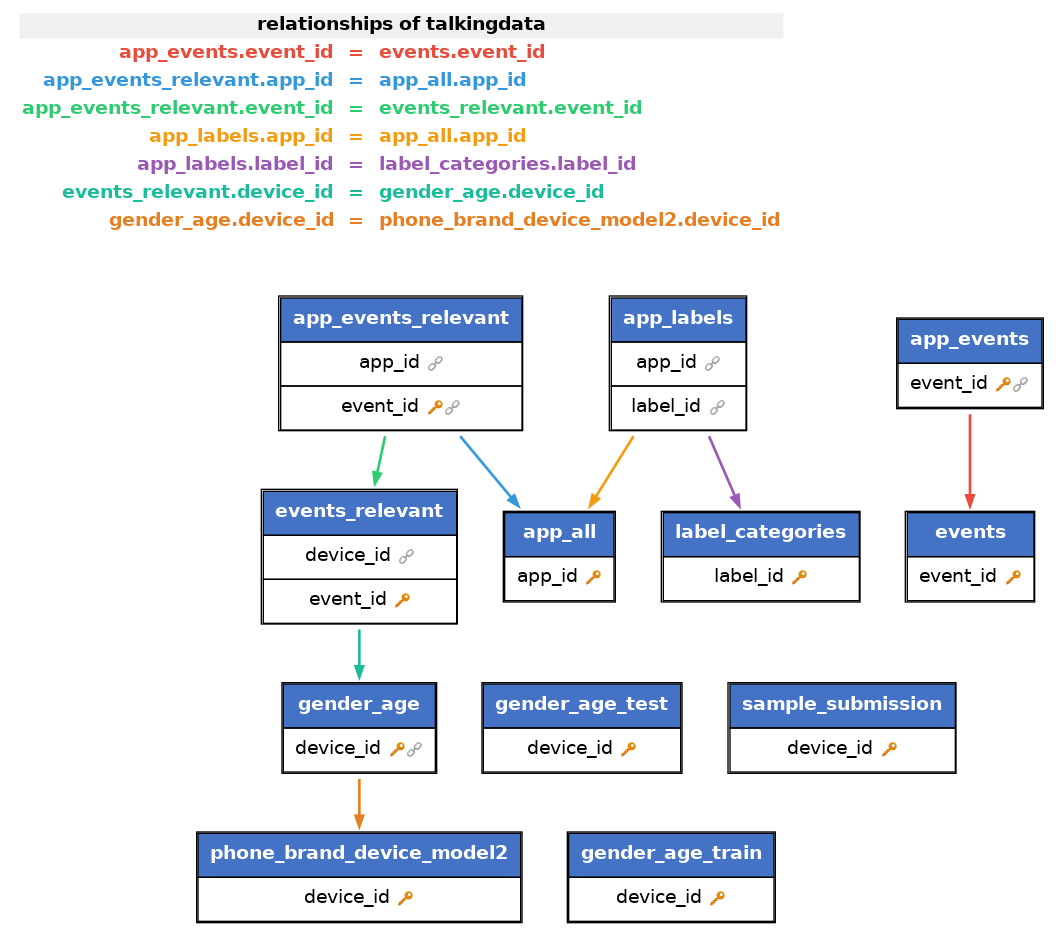 relationships of talkingdata
app_events.event_id = events.event_id
app_events_relevant.app_id = app_all.app_id
app_events_relevant.event_id = events_relevant.event_id
app_labels.app_id = app_all.app_id
app_labels.label_id = label_categories.label_id
events_relevant.device_id = gender_age.device_id
gender_age.device_id = phone_brand_device_model2.device_id
app_events_relevant
app_id
event_id
app_labels
app_id
label_id
app_events
event_id
events_relevant
device_id
event_id
app_all
app_id
label_categories
label_id
events
event_id
gender_age
device_id
gender_age_test
device_id
sample_submission
device_id
phone_brand_device_model2
device_id
gender_age_train
device_id